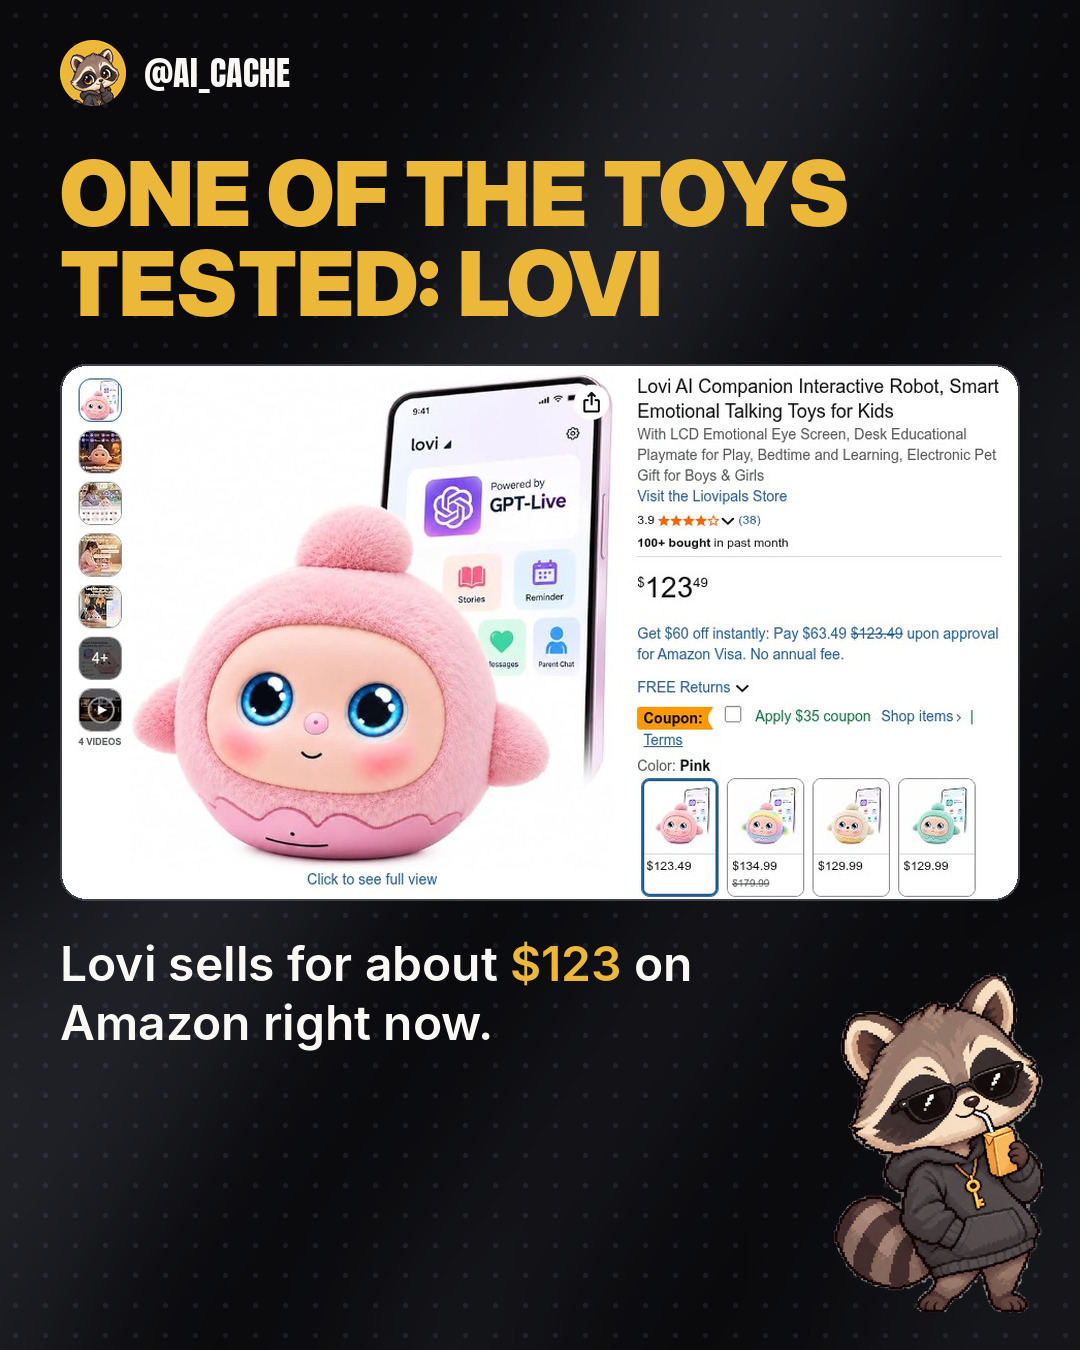 @AI_CACHE
ONE OF THE TOYS
TESTED: LOVI
9:41
lovi
Powered by
GPT-Live
Stories
Reminder
Parent Chat
4+
4 VIDEOS
Click to see full view
Lovi AI Companion Interactive Robot, Smart
Emotional Talking Toys for Kids
With LCD Emotional Eye Screen, Desk Educational
Playmate for Play, Bedtime and Learning, Electronic Pet
Gift for Boys & Girls
Visit the Liovipals Store
3.9 (38)
100+ bought in past month
$123.49
Get $60 off instantly: Pay $63.49 $123.49 upon approval
for Amazon Visa. No annual fee.
FREE Returns
Coupon: Apply $35 coupon Shop items › |
Terms
Color: Pink
$123.49 $134.99 $129.99 $129.99
$179.99
Lovi sells for about $123 on
Amazon right now.